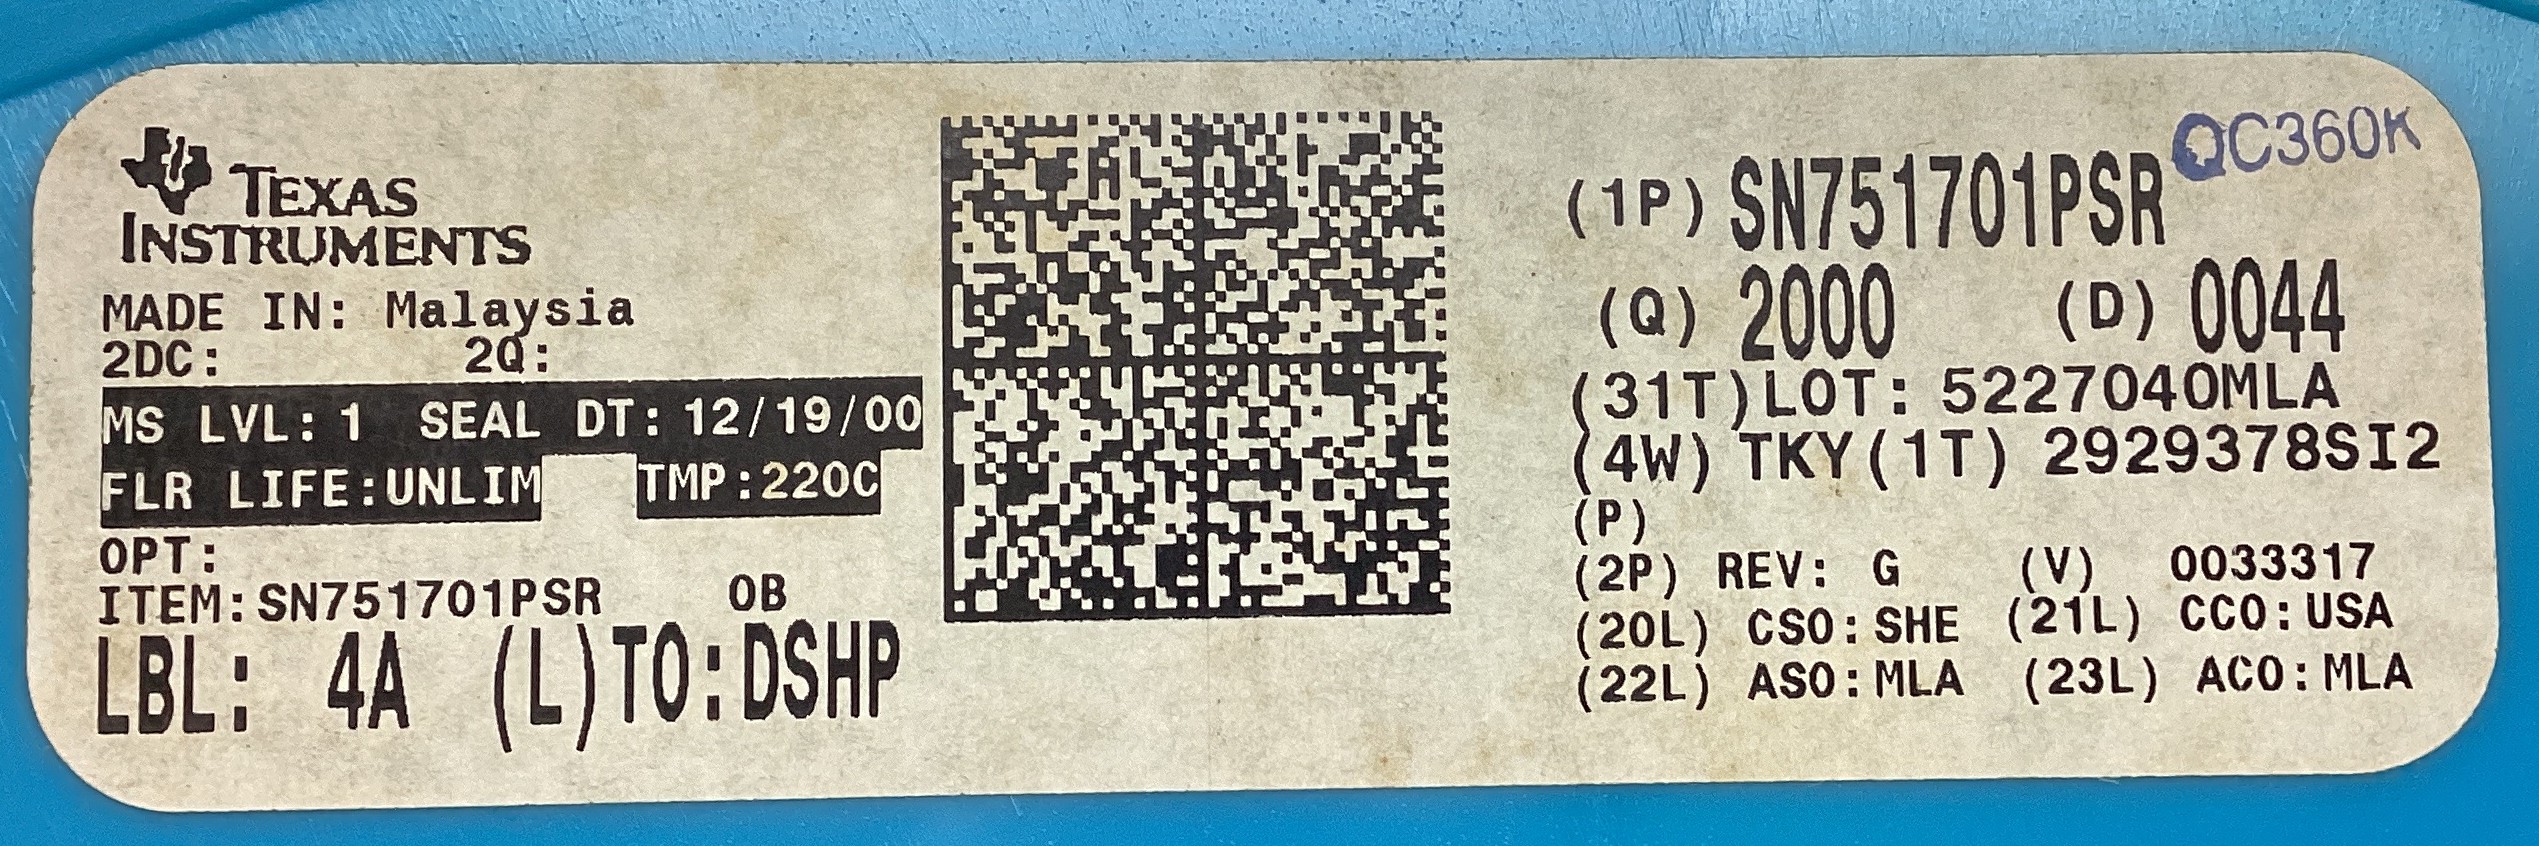 TEXAS
INSTRUMENTS
MADE IN: Malaysia
2DC: 2Q:
MS LVL: 1 SEAL DT: 12/19/00
FLR LIFE:UNLIM TMP:220C
OPT:
ITEM:SN751701PSR 0B
LBL: 4A (L)TO:DSHP
QC360K
(1P) SN751701PSR
(Q) 2000 (D) 0044
(31T)LOT: 5227040MLA
(4W) TKY(1T) 2929378SI2
(P)
(2P) REV: G (V) 0033317
(20L) CSO:SHE (21L) CCO:USA
(22L) ASO:MLA (23L) ACO:MLA